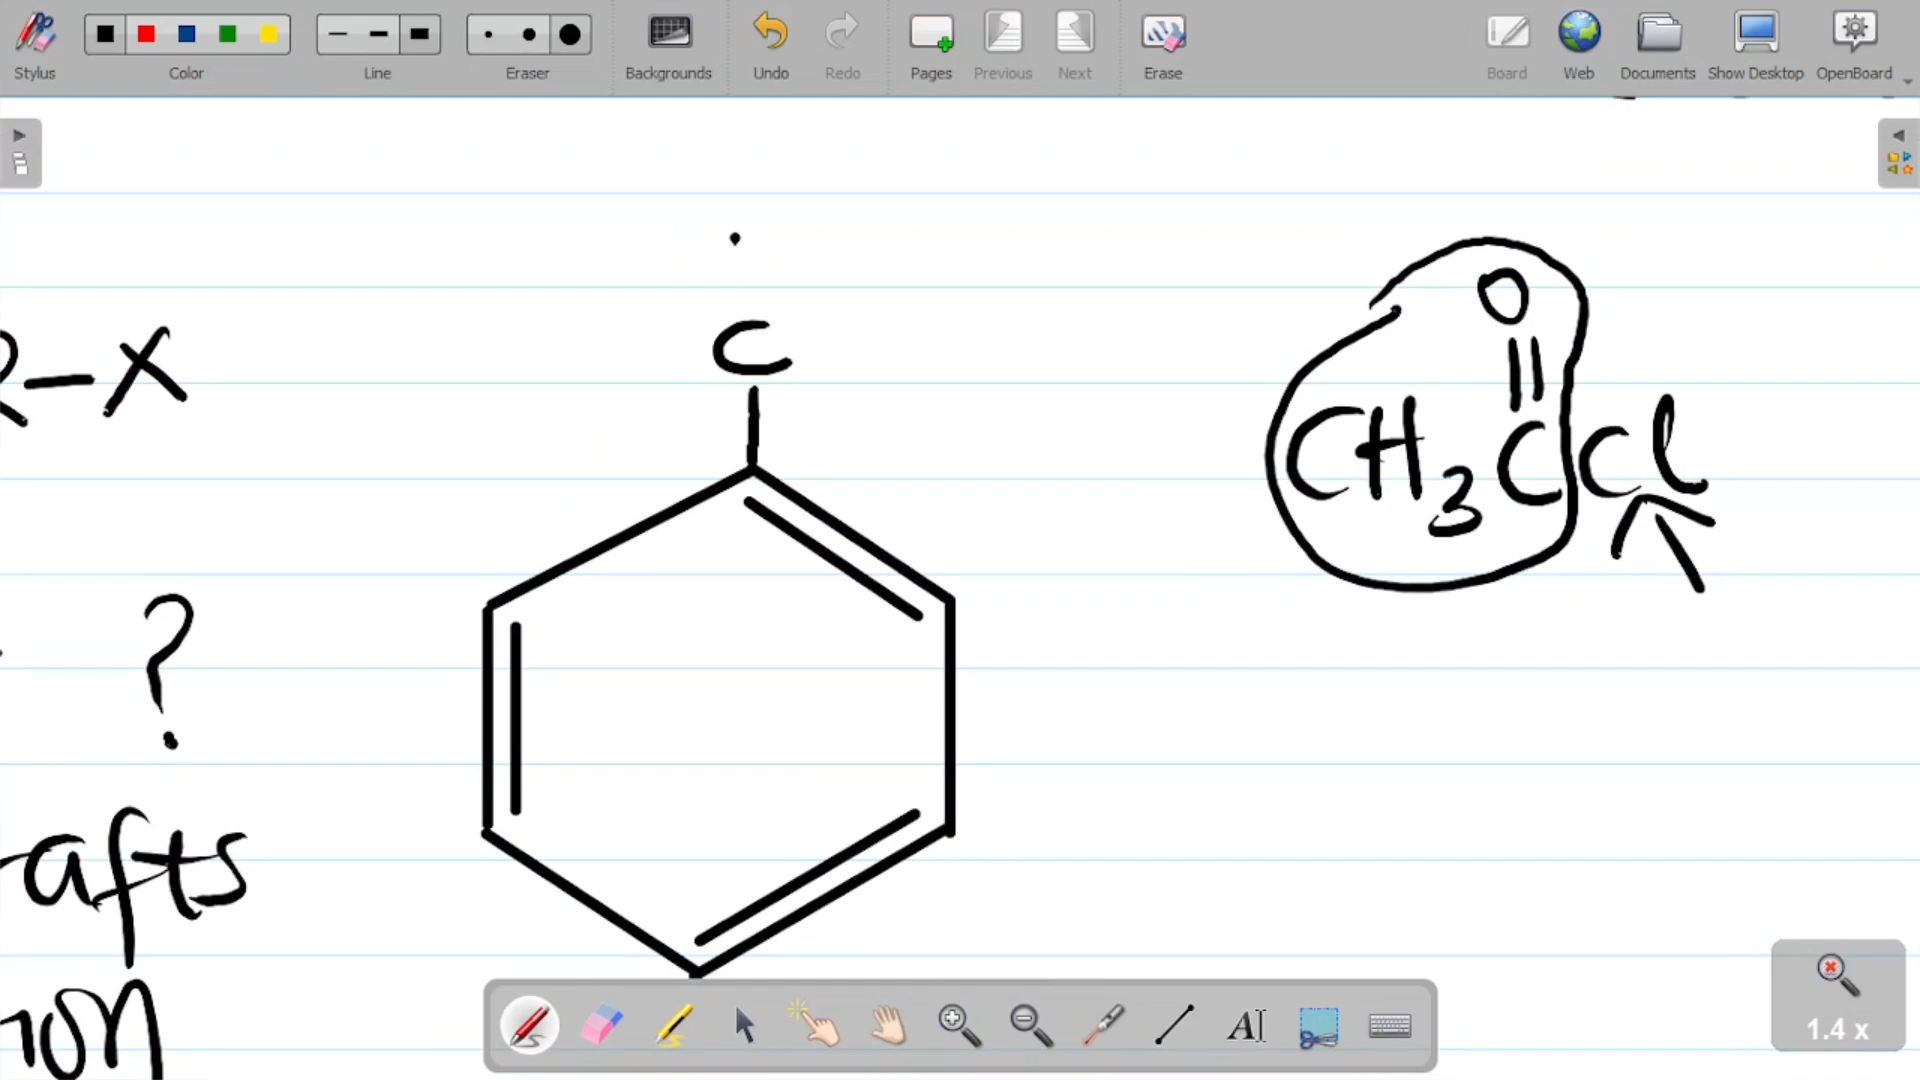 Stylus Color Line Eraser Backgrounds Undo Redo Pages Previous Next Erase Board Web Documents Show Desktop OpenBoard
R-X
C
O
CH3CCl
?
afts
ion
1.4 x